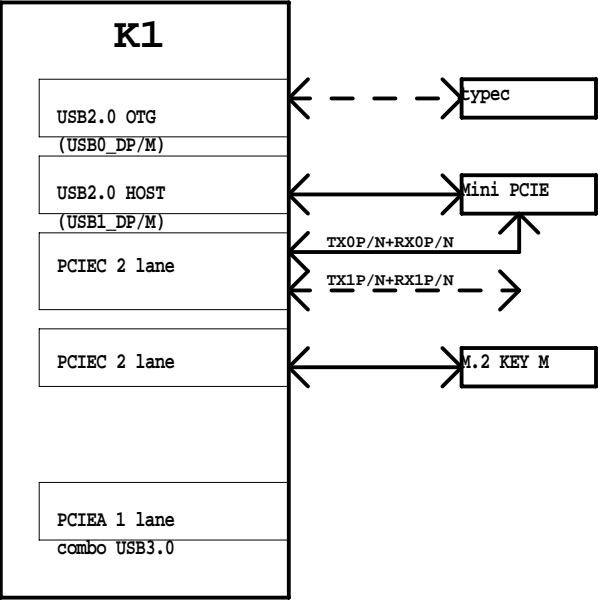 K1
USB2.0 OTG
(USB0_DP/M)
typec
USB2.0 HOST
(USB1_DP/M)
Mini PCIE
PCIEC 2 lane
TX0P/N+RX0P/N
TX1P/N+RX1P/N
PCIEC 2 lane
M.2 KEY M
PCIEA 1 lane
combo USB3.0